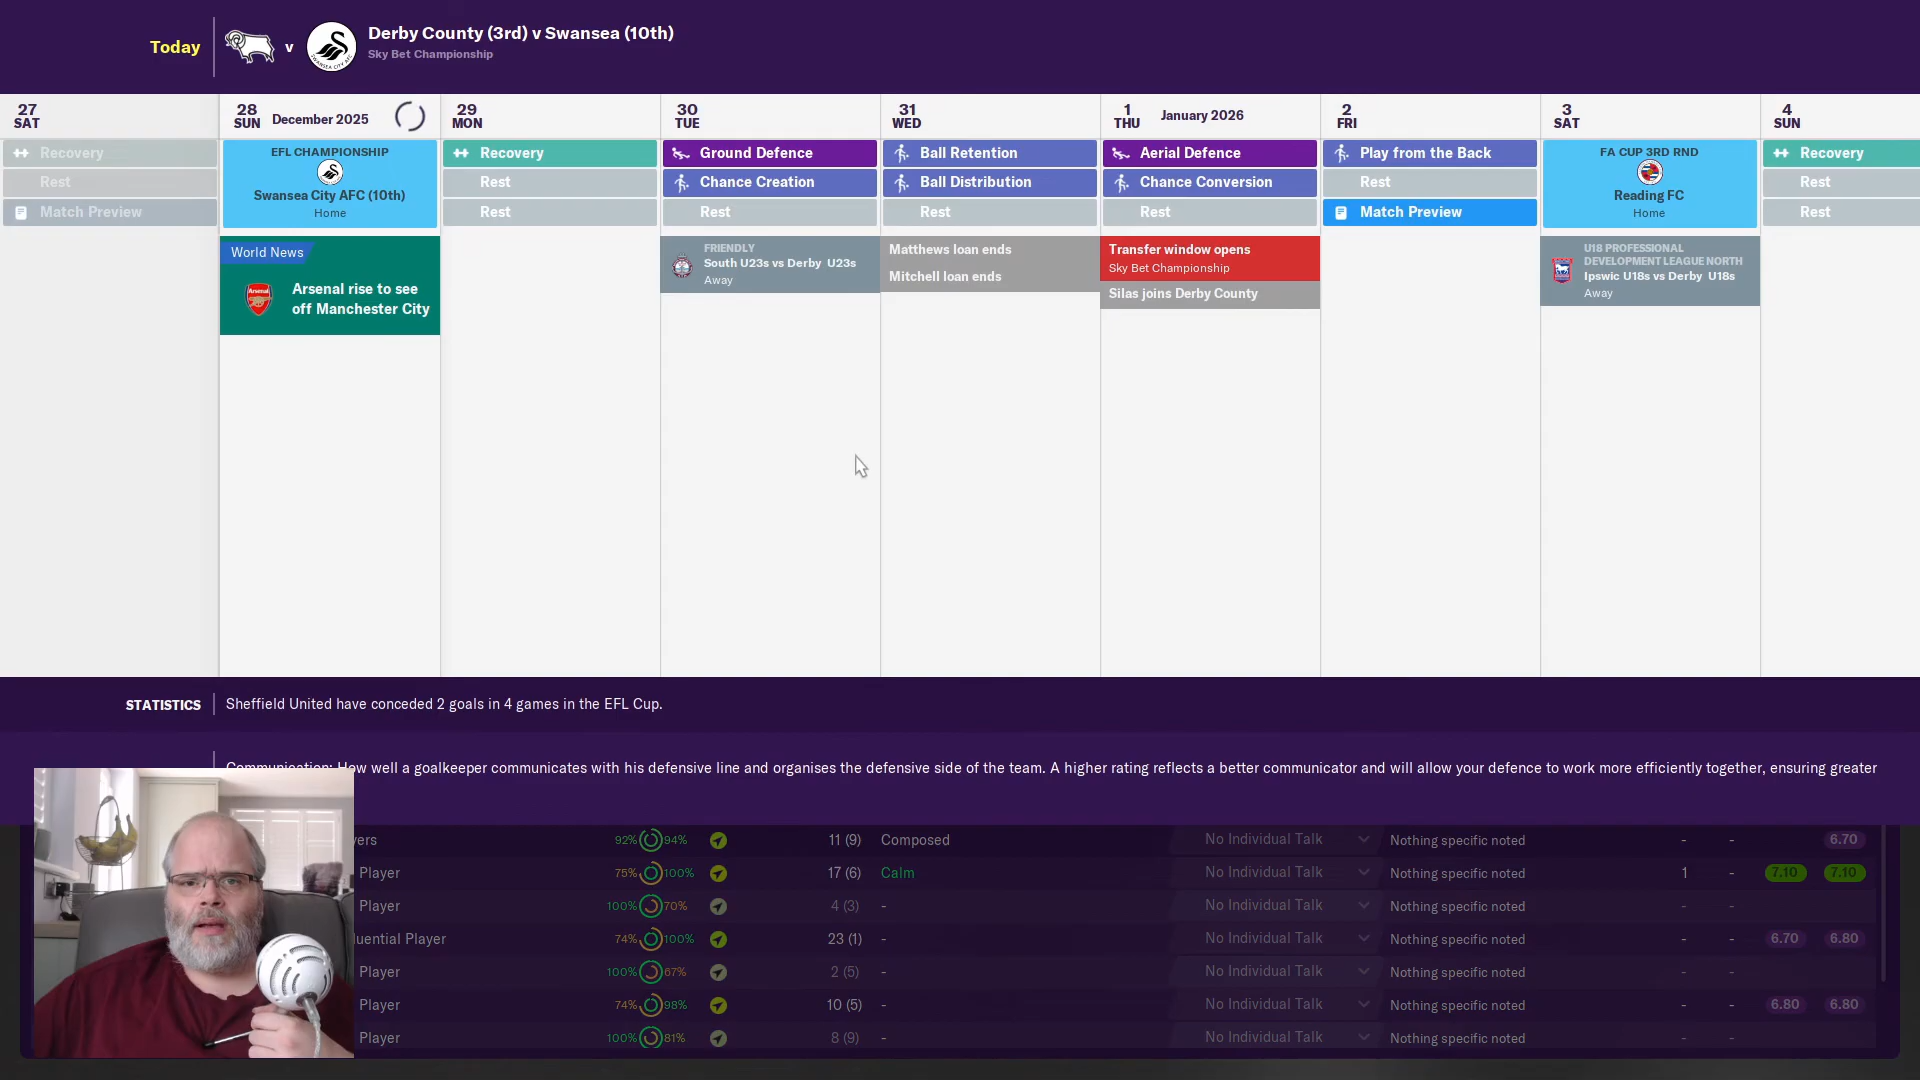 Today
v
Derby County (3rd) v Swansea (10th)
Sky Bet Championship
27
SAT
28
SUN
December 2025
29
MON
30
TUE
31
WED
1
THU
January 2026
2
FRI
3
SAT
4
SUN
Recovery
Rest
Match Preview
EFL CHAMPIONSHIP
Swansea City AFC (10th)
Home
World News
Arsenal
Arsenal rise to see
off Manchester City
Recovery
Rest
Rest
Ground Defence
Chance Creation
Rest
FRIENDLY
South U23s vs Derby U23s
Away
Ball Retention
Ball Distribution
Rest
Matthews loan ends
Mitchell loan ends
Aerial Defence
Chance Conversion
Rest
Transfer window opens
Sky Bet Championship
Silas joins Derby County
Play from the Back
Rest
Match Preview
FA CUP 3RD RND
Reading FC
Home
U18 PROFESSIONAL
DEVELOPMENT LEAGUE NORTH
Ipswic U18s vs Derby U18s
Away
Recovery
Rest
Rest
STATISTICS
Sheffield United have conceded 2 goals in 4 games in the EFL Cup.
Communication: How well a goalkeeper communicates with his defensive line and organises the defensive side of the team. A higher rating reflects a better communicator and will allow your defence to work more efficiently together, ensuring greater
yers 92% 94% 11 (9) Composed No Individual Talk Nothing specific noted - - 6.70
Player 75% 100% 17 (6) Calm No Individual Talk Nothing specific noted 1 - 7.10 7.10
Player 100% 70% 4 (3) - No Individual Talk Nothing specific noted - -
luential Player 74% 100% 23 (1) - No Individual Talk Nothing specific noted - - 6.70 6.80
Player 100% 67% 2 (5) - No Individual Talk Nothing specific noted - -
Player 74% 98% 10 (5) - No Individual Talk Nothing specific noted - - 6.80 6.80
Player 100% 81% 8 (9) - No Individual Talk Nothing specific noted - -